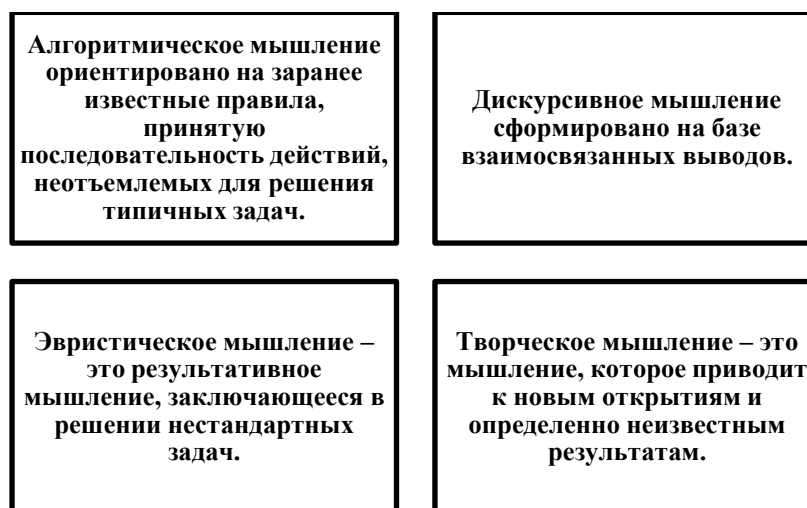 Алгоритмическое мышление
ориентировано на заранее
известные правила,
принятую
последовательность действий,
неотъемлемых для решения
типичных задач.
Дискурсивное мышление
сформировано на базе
взаимосвязанных выводов.
Эвристическое мышление –
это результативное
мышление, заключающееся в
решении нестандартных
задач.
Творческое мышление – это
мышление, которое приводит
к новым открытиям и
определенно неизвестным
результатам.